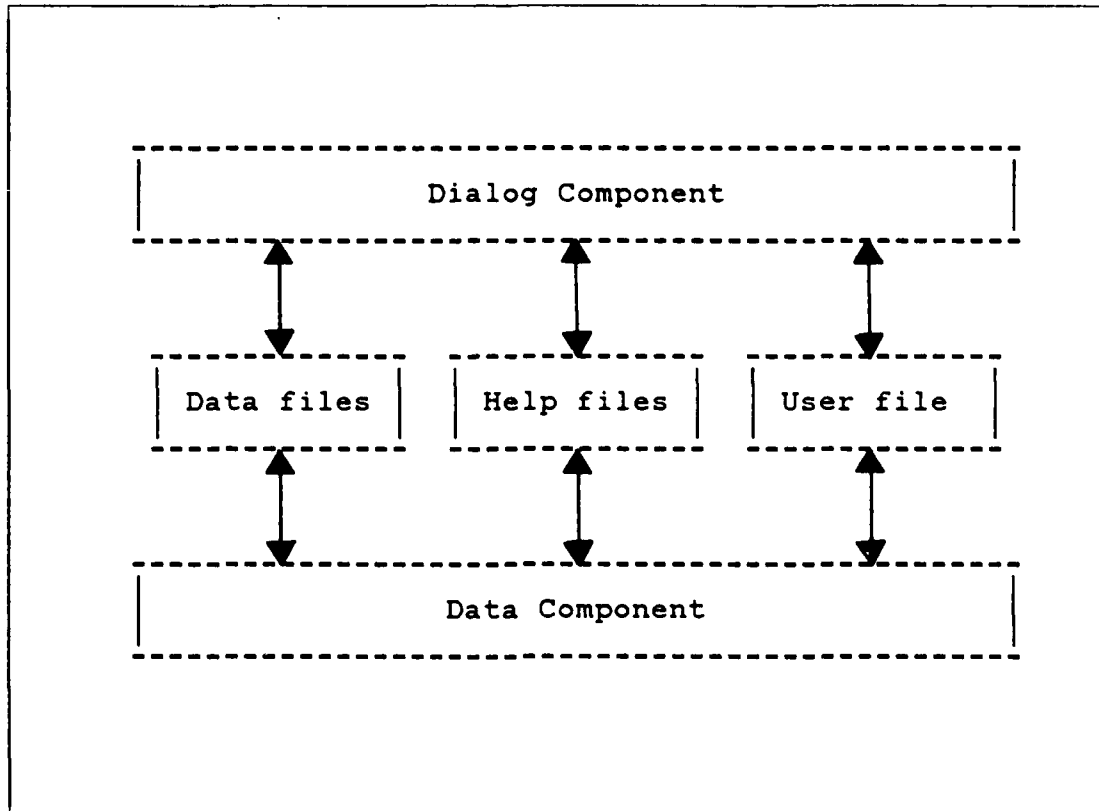 Dialog Component
Data files
Help files
User file
Data Component